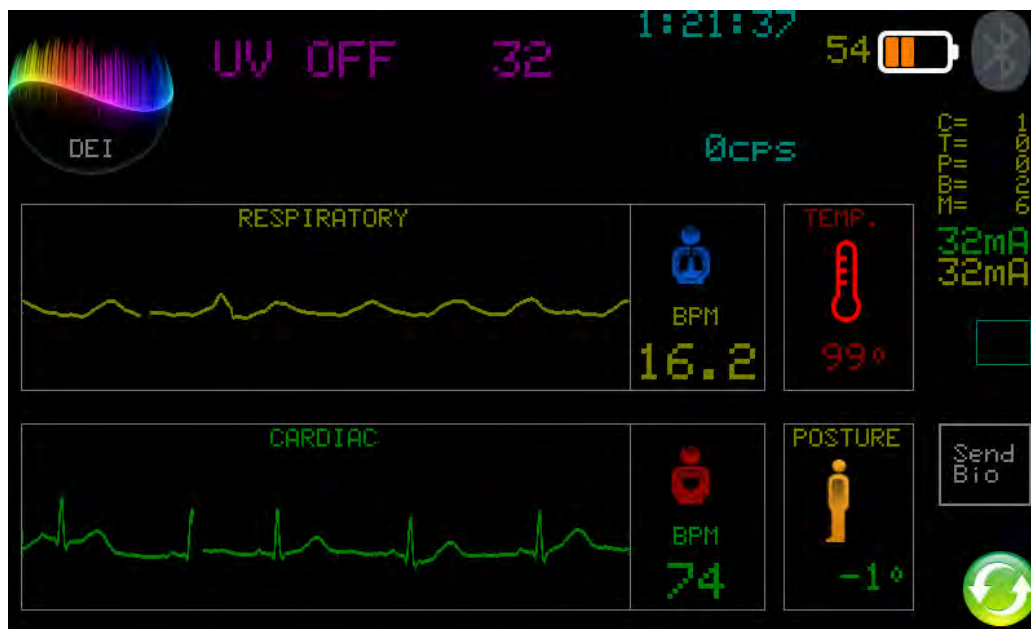 1:21:37
UV OFF 32
54
DEI
0cps
C= 1
T= 0
P= 0
B= 2
M= 6
32mA
32mA
RESPIRATORY
BPM
16.2
TEMP.
99°
CARDIAC
BPM
74
POSTURE
-1°
Send
Bio